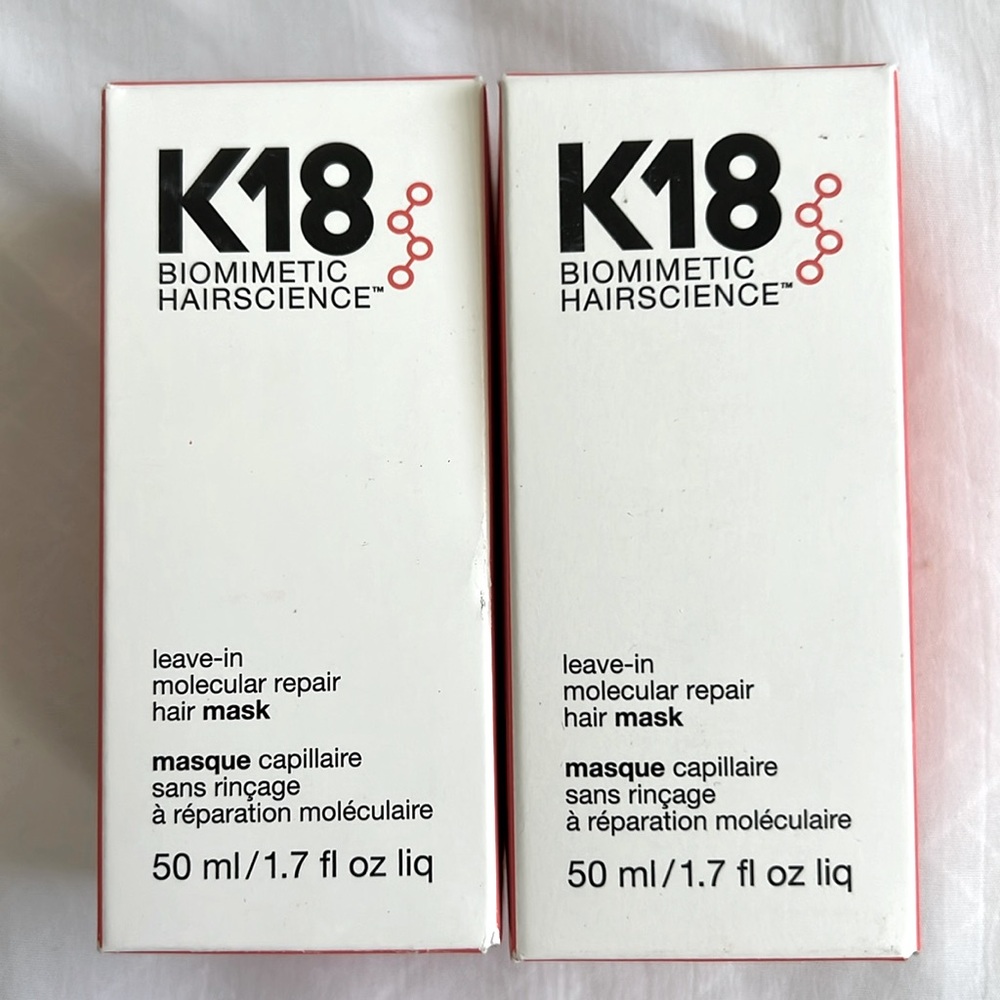 K18
BIOMIMETIC
HAIRSCIENCE™
leave-in
molecular repair
hair mask
masque capillaire
sans rinçage
à réparation moléculaire
50 ml/1.7 fl oz liq
K18
BIOMIMETIC
HAIRSCIENCE™
leave-in
molecular repair
hair mask
masque capillaire
sans rinçage
à réparation moléculaire
50 ml/1.7 fl oz liq